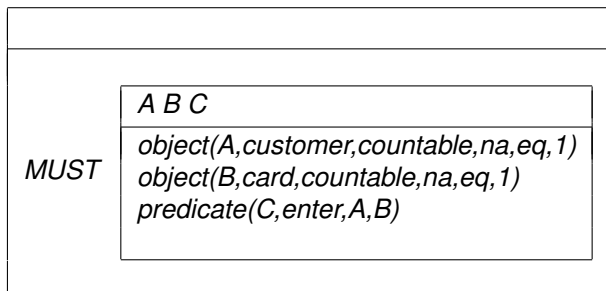 A B C
object(A,customer,countable,na,eq,1)
MUST object(B,card,countable,na,eq,1)
predicate(C,enter,A,B)